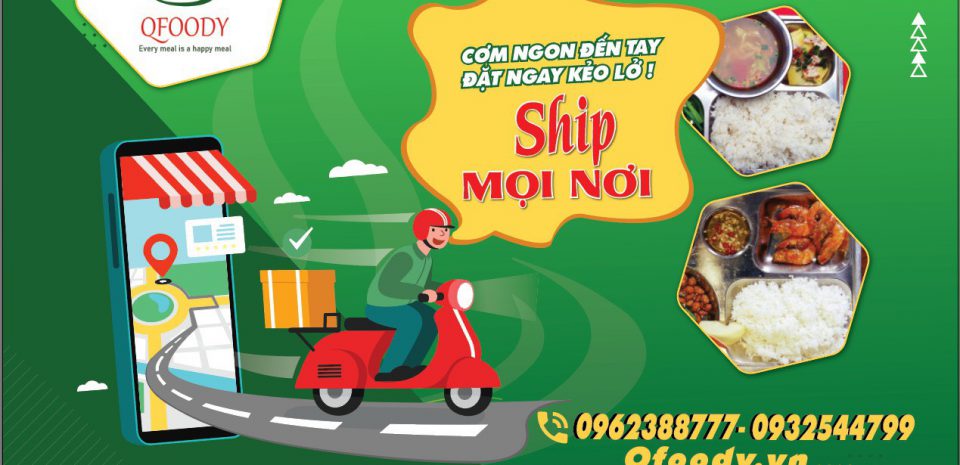 QFOODY
Every meal is a happy meal
CƠM NGON ĐẾN TAY
ĐẶT NGAY KẺO LỞ !
Ship
MỌI NƠI
0962388777- 0932544799
Qfoody.vn